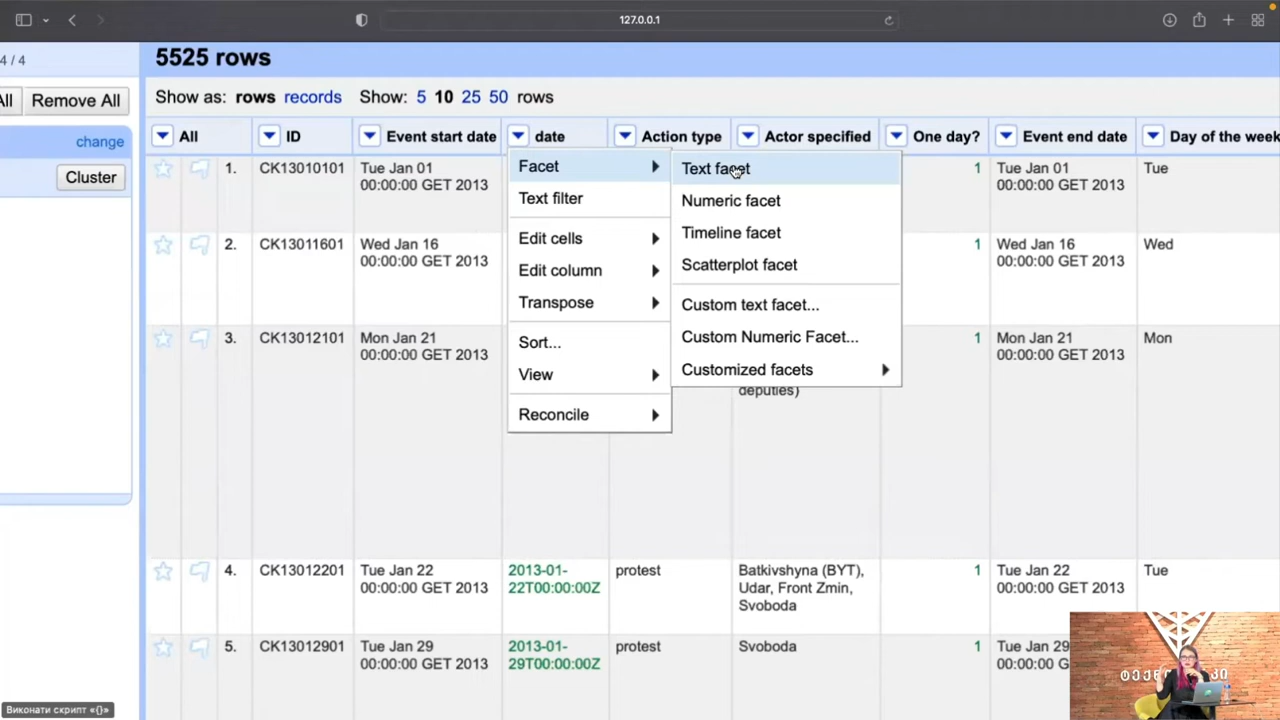 127.0.0.1
4 / 4
5525 rows
All
Remove All
Show as: rows records Show: 5 10 25 50 rows
change
Cluster
All ID Event start date date Action type Actor specified One day? Event end date Day of the week
1. CK13010101 Tue Jan 01 00:00:00 GET 2013 1 Tue Jan 01 00:00:00 GET 2013 Tue
2. CK13011601 Wed Jan 16 00:00:00 GET 2013 1 Wed Jan 16 00:00:00 GET 2013 Wed
3. CK13012101 Mon Jan 21 00:00:00 GET 2013 deputies) 1 Mon Jan 21 00:00:00 GET 2013 Mon
4. CK13012201 Tue Jan 22 00:00:00 GET 2013 2013-01-22T00:00:00Z protest Batkivshyna (BYT), Udar, Front Zmin, Svoboda 1 Tue Jan 22 00:00:00 GET 2013 Tue
5. CK13012901 Tue Jan 29 00:00:00 GET 2013 2013-01-29T00:00:00Z protest Svoboda 1 Tue Jan 29 00:00:00 G
Facet
Text filter
Edit cells
Edit column
Transpose
Sort...
View
Reconcile
Text facet
Numeric facet
Timeline facet
Scatterplot facet
Custom text facet...
Custom Numeric Facet...
Customized facets
Виконати скрипт «{}»